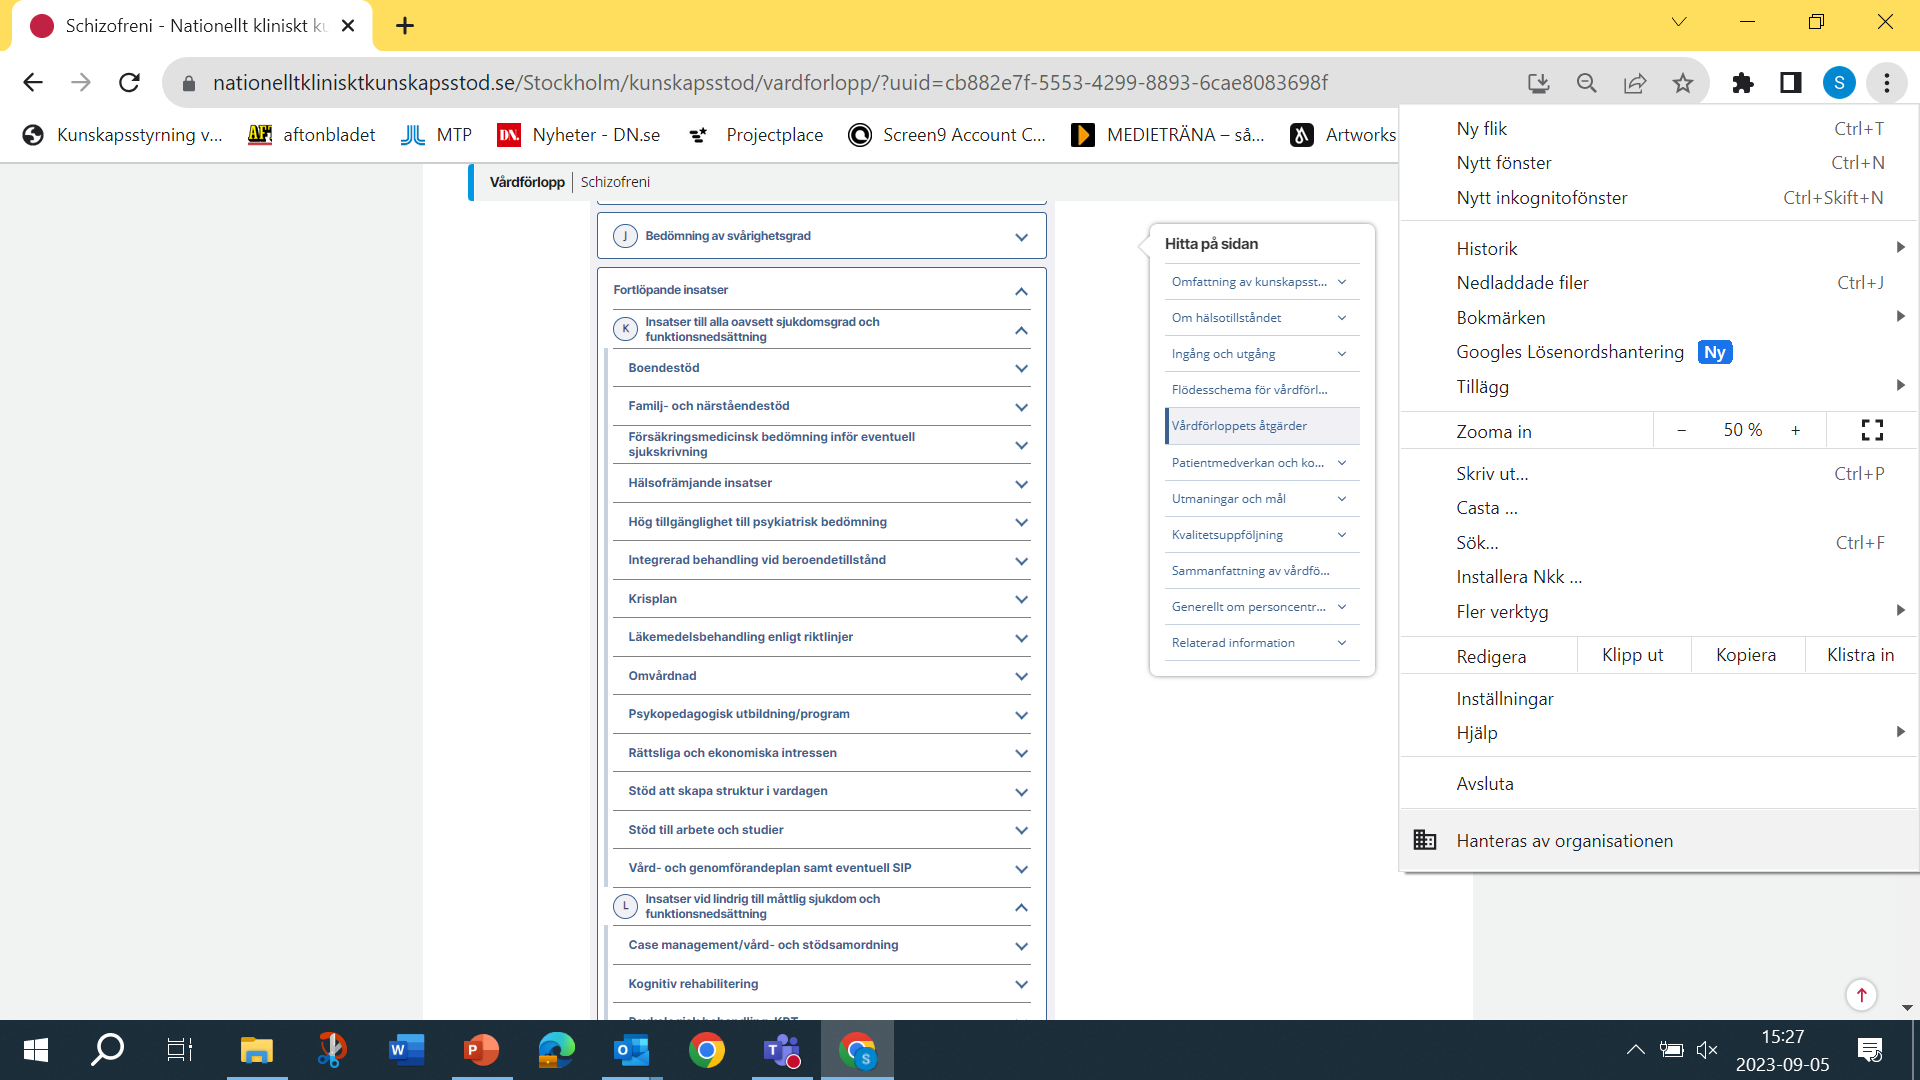 Schizofreni - Nationellt kliniskt ku
nationelltklinisktkunskapsstod.se/Stockholm/kunskapsstod/vardforlopp/?uuid=cb882e7f-5553-4299-8893-6cae8083698f
S
Kunskapsstyrning v...
aftonbladet
MTP
DN.
Nyheter - DN.se
Projectplace
Screen9 Account C...
MEDIETRÄNA – så...
Artworks
Vårdförlopp | Schizofreni
J Bedömning av svårighetsgrad
Fortlöpande insatser
K Insatser till alla oavsett sjukdomsgrad och
funktionsnedsättning
Boendestöd
Familj- och närståendestöd
Försäkringsmedicinsk bedömning inför eventuell
sjukskrivning
Hälsofrämjande insatser
Hög tillgänglighet till psykiatrisk bedömning
Integrerad behandling vid beroendetillstånd
Krisplan
Läkemedelsbehandling enligt riktlinjer
Omvårdnad
Psykopedagogisk utbildning/program
Rättsliga och ekonomiska intressen
Stöd att skapa struktur i vardagen
Stöd till arbete och studier
Vård- och genomförandeplan samt eventuell SIP
L Insatser vid lindrig till måttlig sjukdom och
funktionsnedsättning
Case management/vård- och stödsamordning
Kognitiv rehabilitering
Hitta på sidan
Omfattning av kunskapsst...
Om hälsotillståndet
Ingång och utgång
Flödesschema för vårdförl...
Vårdförloppets åtgärder
Patientmedverkan och ko...
Utmaningar och mål
Kvalitetsuppföljning
Sammanfattning av vårdfö...
Generellt om personcentr...
Relaterad information
Ny flik Ctrl+T
Nytt fönster Ctrl+N
Nytt inkognitofönster Ctrl+Skift+N
Historik
Nedladdade filer Ctrl+J
Bokmärken
Googles Lösenordshantering Ny
Tillägg
Zooma in − 50 % +
Skriv ut... Ctrl+P
Casta ...
Sök... Ctrl+F
Installera Nkk ...
Fler verktyg
Redigera Klipp ut Kopiera Klistra in
Inställningar
Hjälp
Avsluta
Hanteras av organisationen
15:27
2023-09-05